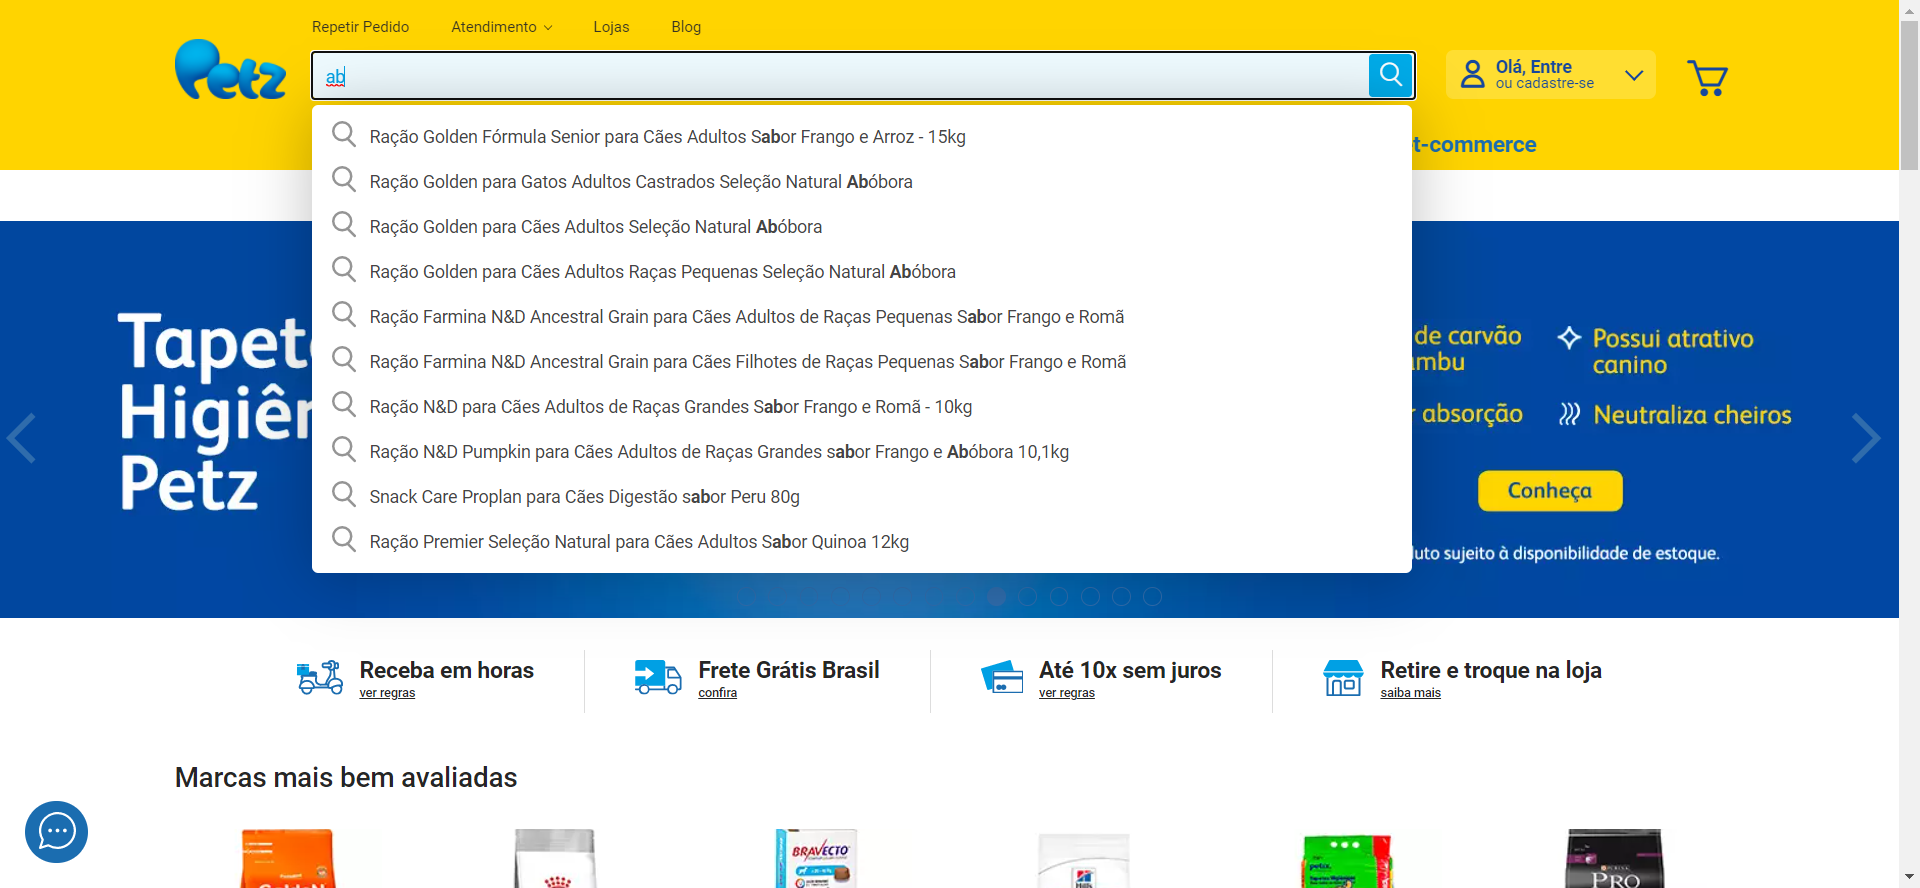 Repetir Pedido Atendimento Lojas Blog
Petz
ab
Olá, Entre
ou cadastre-se
Ração Golden Fórmula Senior para Cães Adultos Sabor Frango e Arroz - 15kg
t-commerce
Ração Golden para Gatos Adultos Castrados Seleção Natural Abóbora
Ração Golden para Cães Adultos Seleção Natural Abóbora
Ração Golden para Cães Adultos Raças Pequenas Seleção Natural Abóbora
Ração Farmina N&D Ancestral Grain para Cães Adultos de Raças Pequenas Sabor Frango e Romã
Ração Farmina N&D Ancestral Grain para Cães Filhotes de Raças Pequenas Sabor Frango e Romã
Ração N&D para Cães Adultos de Raças Grandes Sabor Frango e Romã - 10kg
Ração N&D Pumpkin para Cães Adultos de Raças Grandes sabor Frango e Abóbora 10,1kg
Snack Care Proplan para Cães Digestão sabor Peru 80g
Ração Premier Seleção Natural para Cães Adultos Sabor Quinoa 12kg
Tapet
Higiên
Petz
de carvão
mbu
Possui atrativo
canino
absorção
Neutraliza cheiros
Conheça
uto sujeito à disponibilidade de estoque.
Receba em horas
ver regras
Frete Grátis Brasil
confira
Até 10x sem juros
ver regras
Retire e troque na loja
saiba mais
Marcas mais bem avaliadas
BRAVECTO
petix.
Hill's
PURINA
PRO